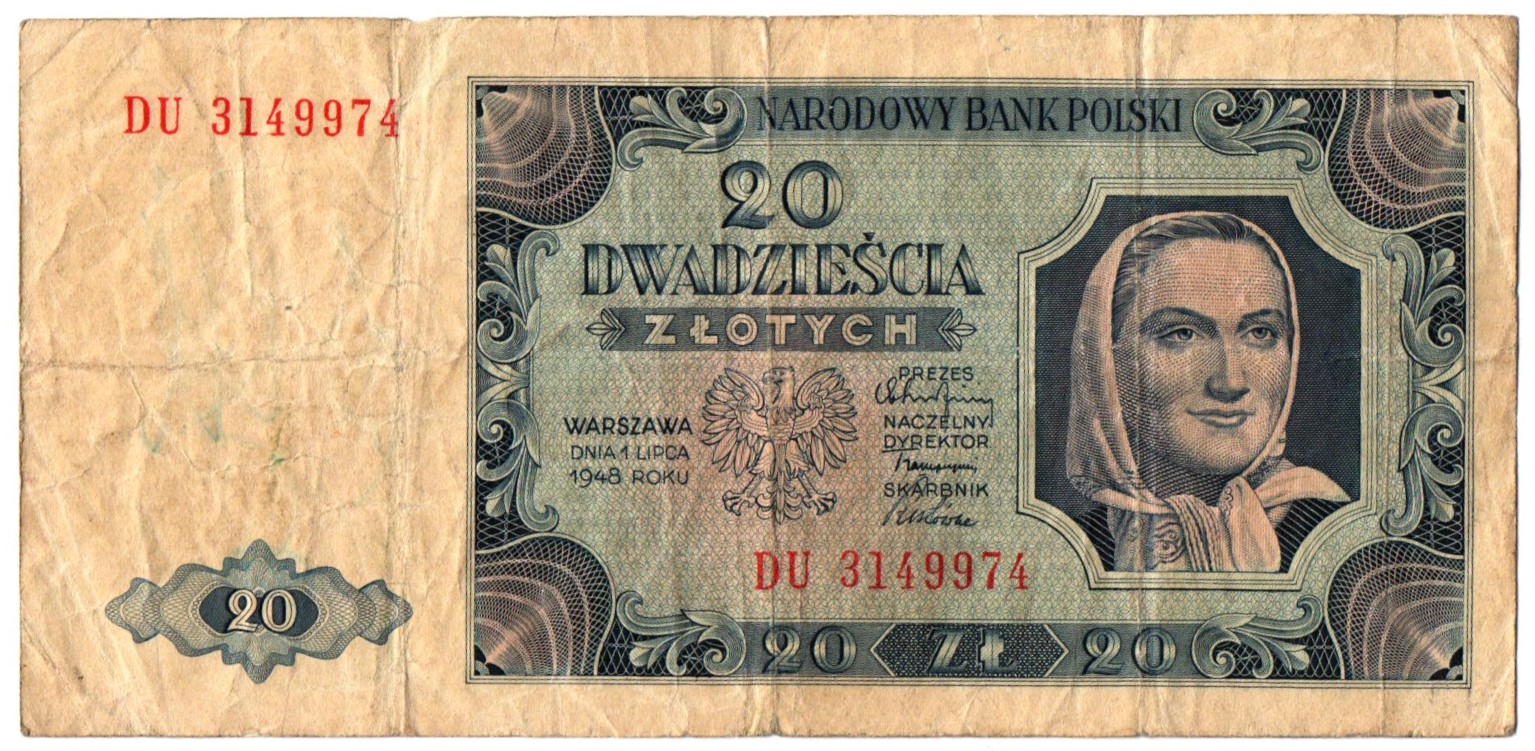 DU 3149974
NARODOWY BANK POLSKI
20
DWADZIEŚCIA
ZŁOTYCH
WARSZAWA
DNIA 1 LIPCA
1948 ROKU
PREZES
NACZELNY
DYREKTOR
SKARBNIK
DU 3149974
20
20 ZŁ 20